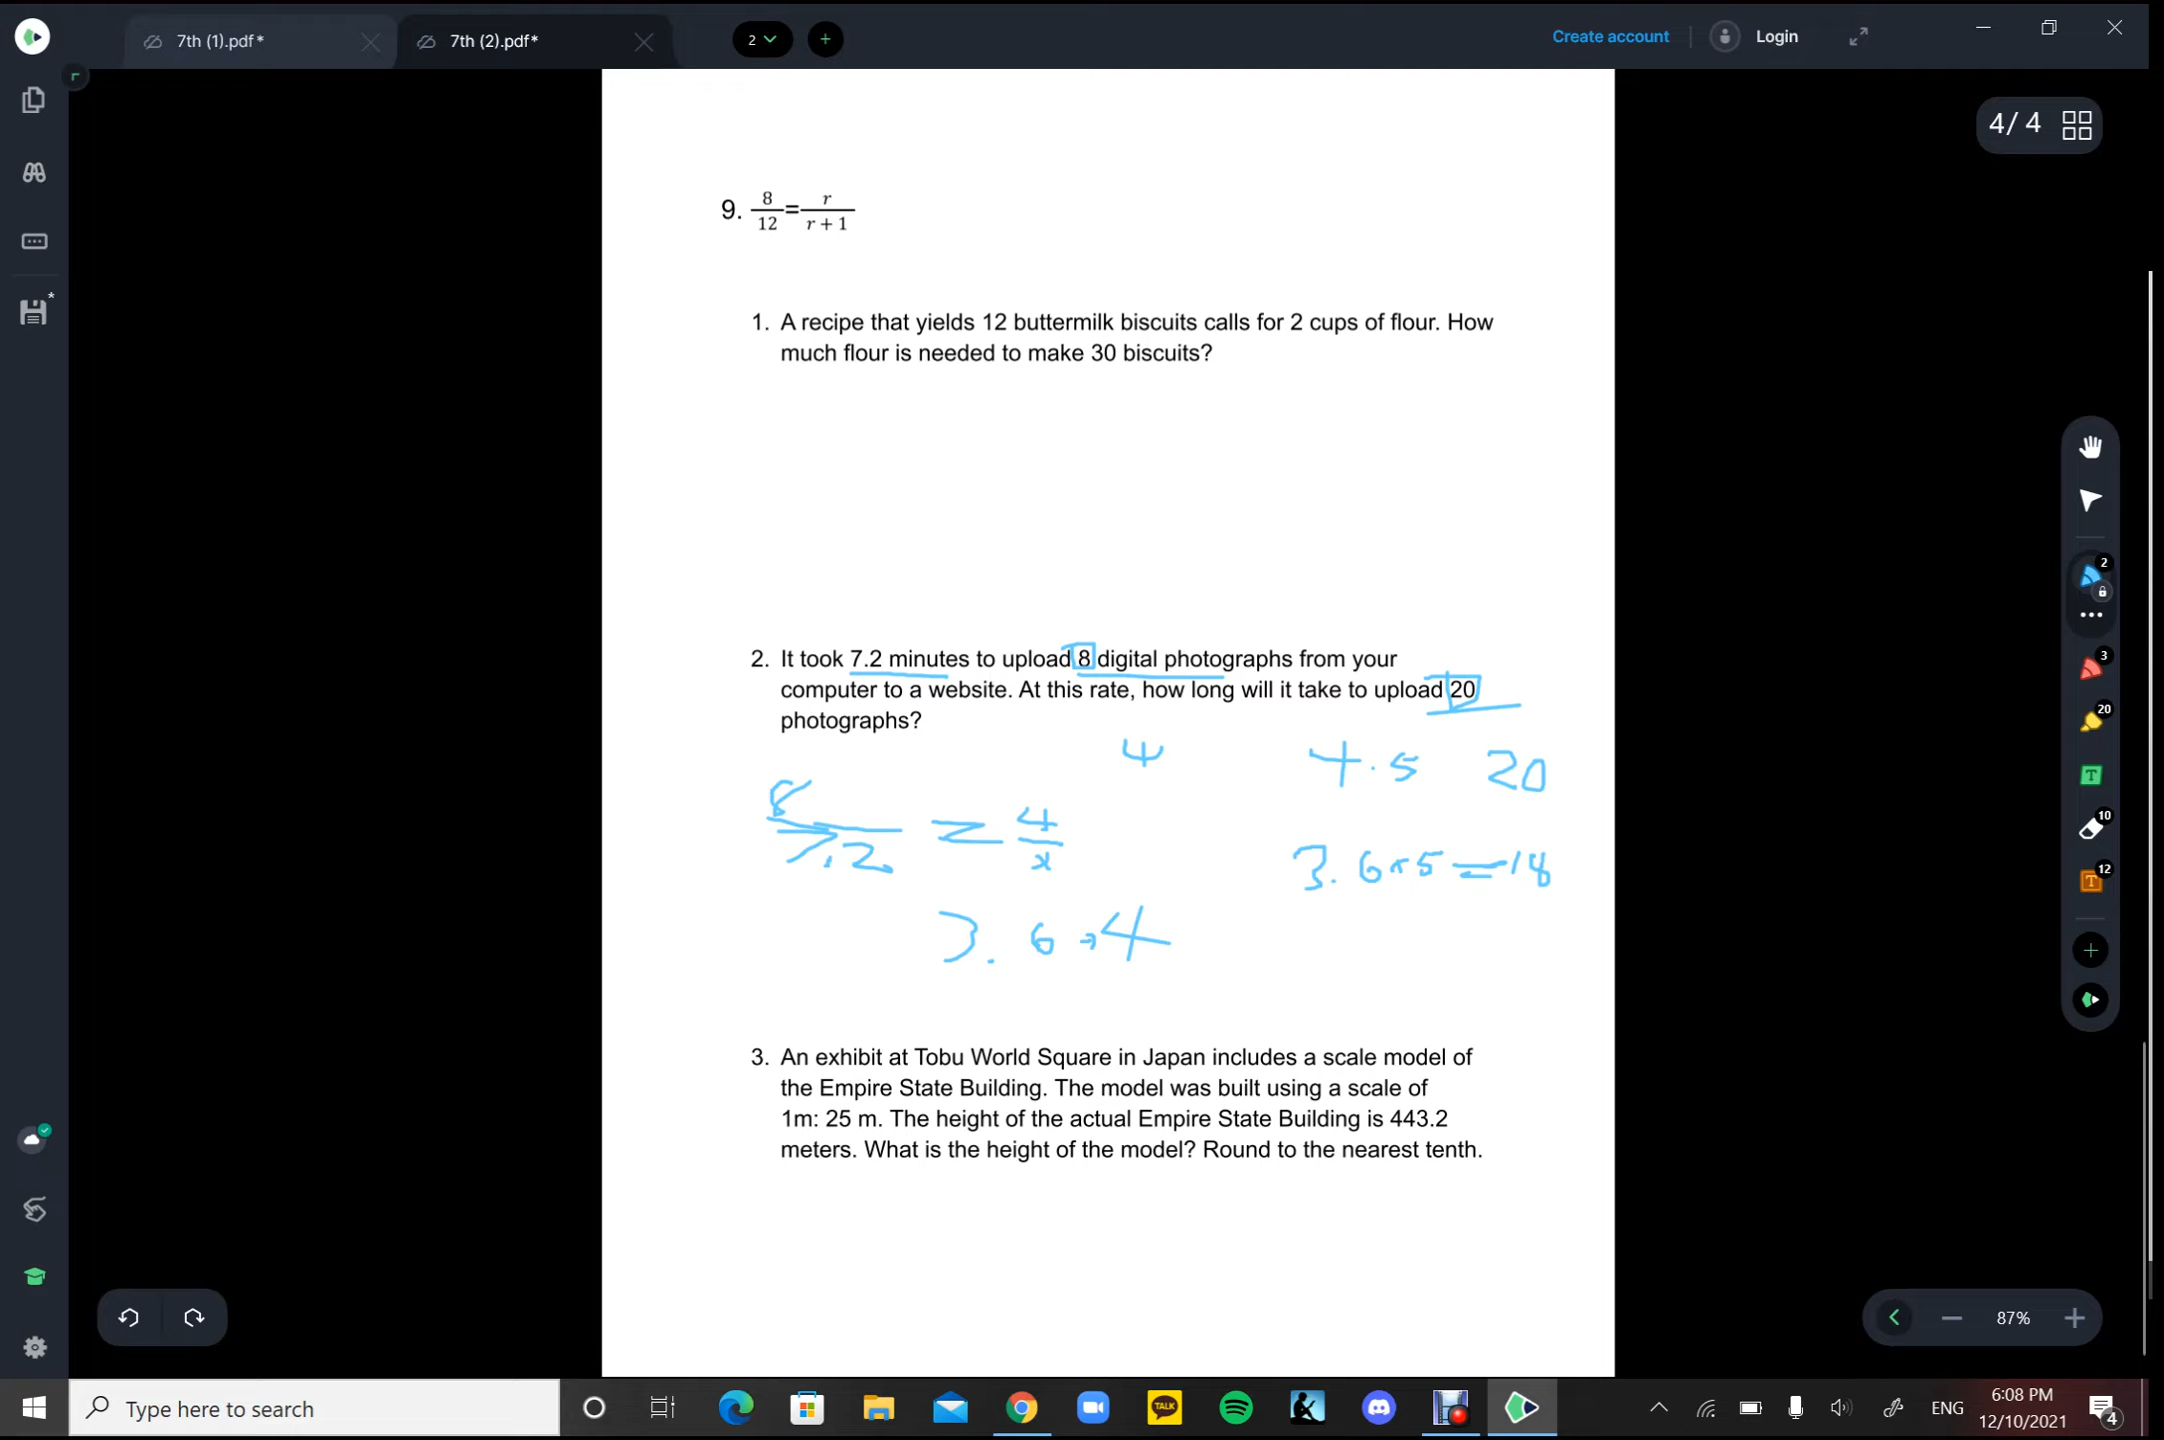 7th (1).pdf*
7th (2).pdf*
2
Create account
Login
4/ 4
9. 8/12 = r/(r + 1)
1. A recipe that yields 12 buttermilk biscuits calls for 2 cups of flour. How
much flour is needed to make 30 biscuits?
2. It took 7.2 minutes to upload 8 digital photographs from your
computer to a website. At this rate, how long will it take to upload 20
photographs?
4
4 . 5 20
8/7.2 = 4/x
3. 6 × 5 = 18
3. 6 → 4
3. An exhibit at Tobu World Square in Japan includes a scale model of
the Empire State Building. The model was built using a scale of
1m: 25 m. The height of the actual Empire State Building is 443.2
meters. What is the height of the model? Round to the nearest tenth.
2
3
20
T
10
T 12
87%
Type here to search
TALK
ENG
6:08 PM
12/10/2021
4